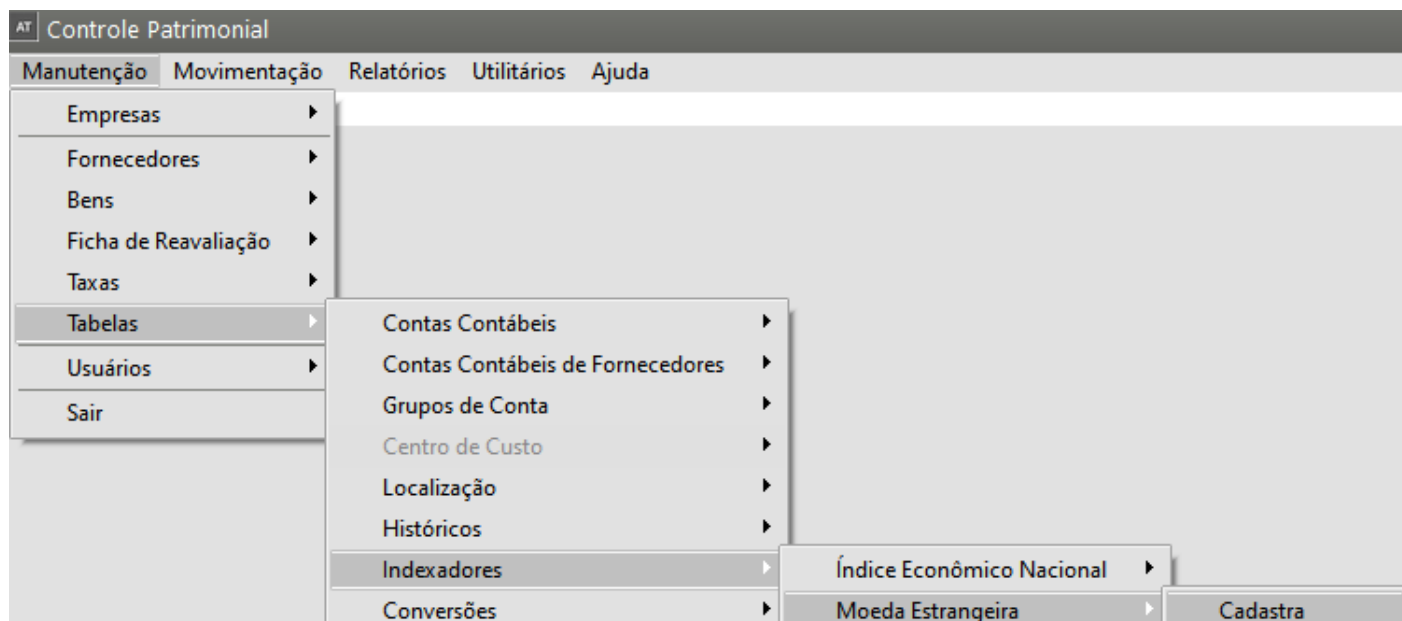 AT Controle Patrimonial
Manutenção Movimentação Relatórios Utilitários Ajuda
Empresas
Fornecedores
Bens
Ficha de Reavaliação
Taxas
Tabelas
Usuários
Sair
Contas Contábeis
Contas Contábeis de Fornecedores
Grupos de Conta
Centro de Custo
Localização
Históricos
Indexadores
Conversões
Índice Econômico Nacional
Moeda Estrangeira
Cadastra